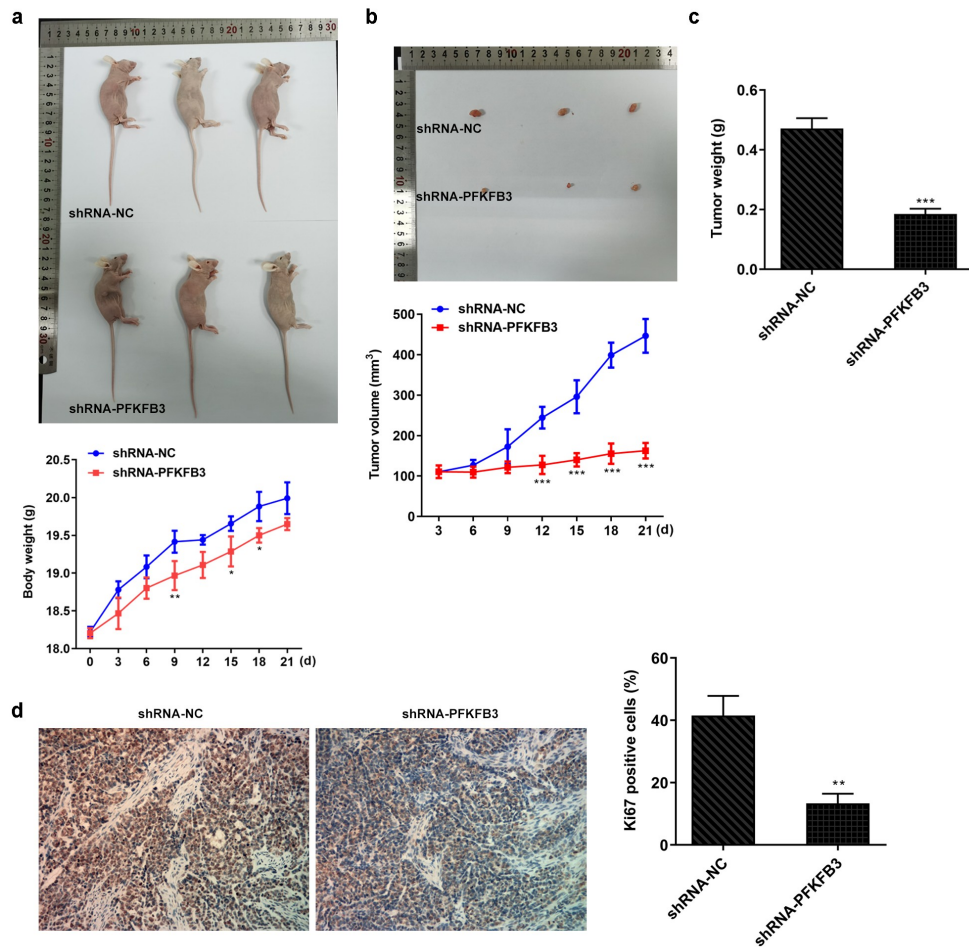 a
shRNA-NC
shRNA-PFKFB3
shRNA-NC
shRNA-PFKFB3
Body weight (g)
20.5
20.0
19.5
19.0
18.5
18.0
**
*
*
0 3 6 9 12 15 18 21 (d)
b
shRNA-NC
shRNA-PFKFB3
shRNA-NC
shRNA-PFKFB3
Tumor volume (mm³)
500
400
300
200
100
0
*** *** *** ***
3 6 9 12 15 18 21 (d)
c
Tumor weight (g)
0.6
0.4
0.2
0.0
***
shRNA-NC
shRNA-PFKFB3
d
shRNA-NC
shRNA-PFKFB3
Ki67 positive cells (%)
60
40
20
0
**
shRNA-NC
shRNA-PFKFB3